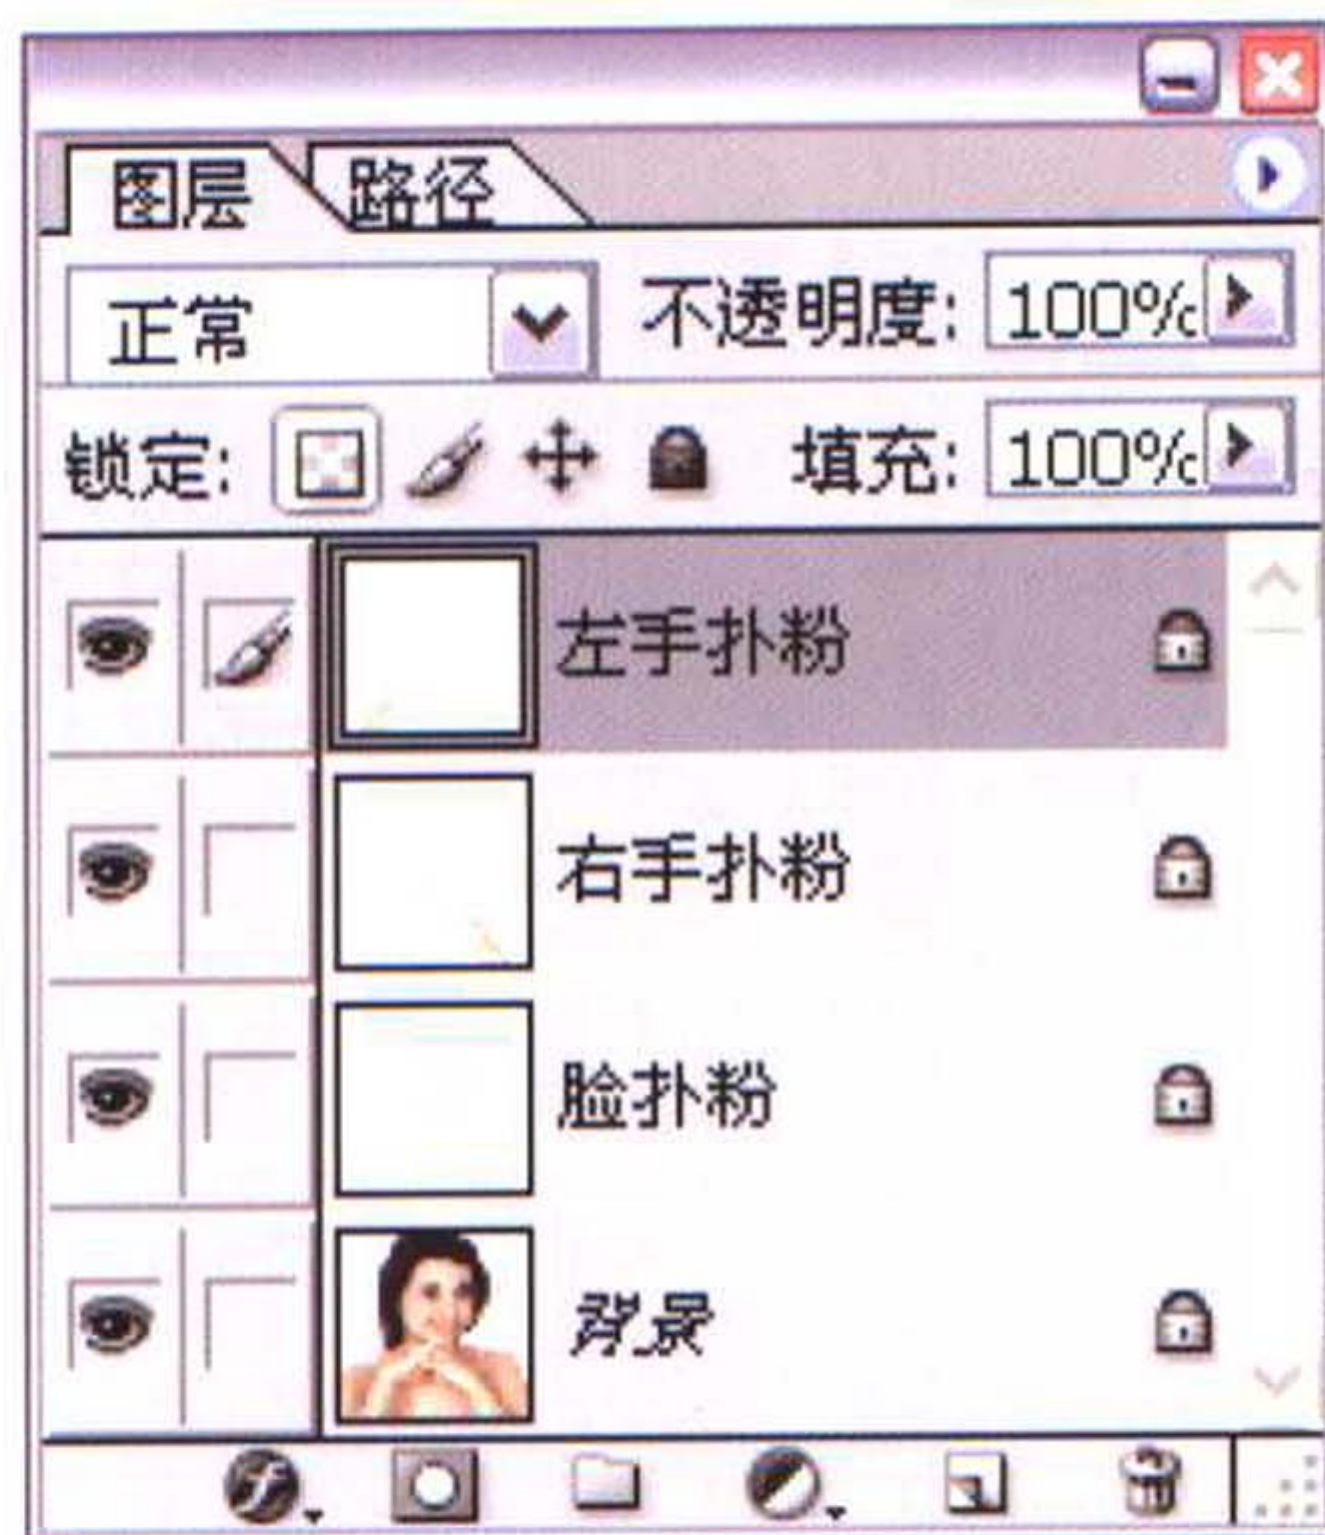 图层 路径
正常 不透明度: 100%
锁定: 填充: 100%
左手扑粉
右手扑粉
脸扑粉
背景